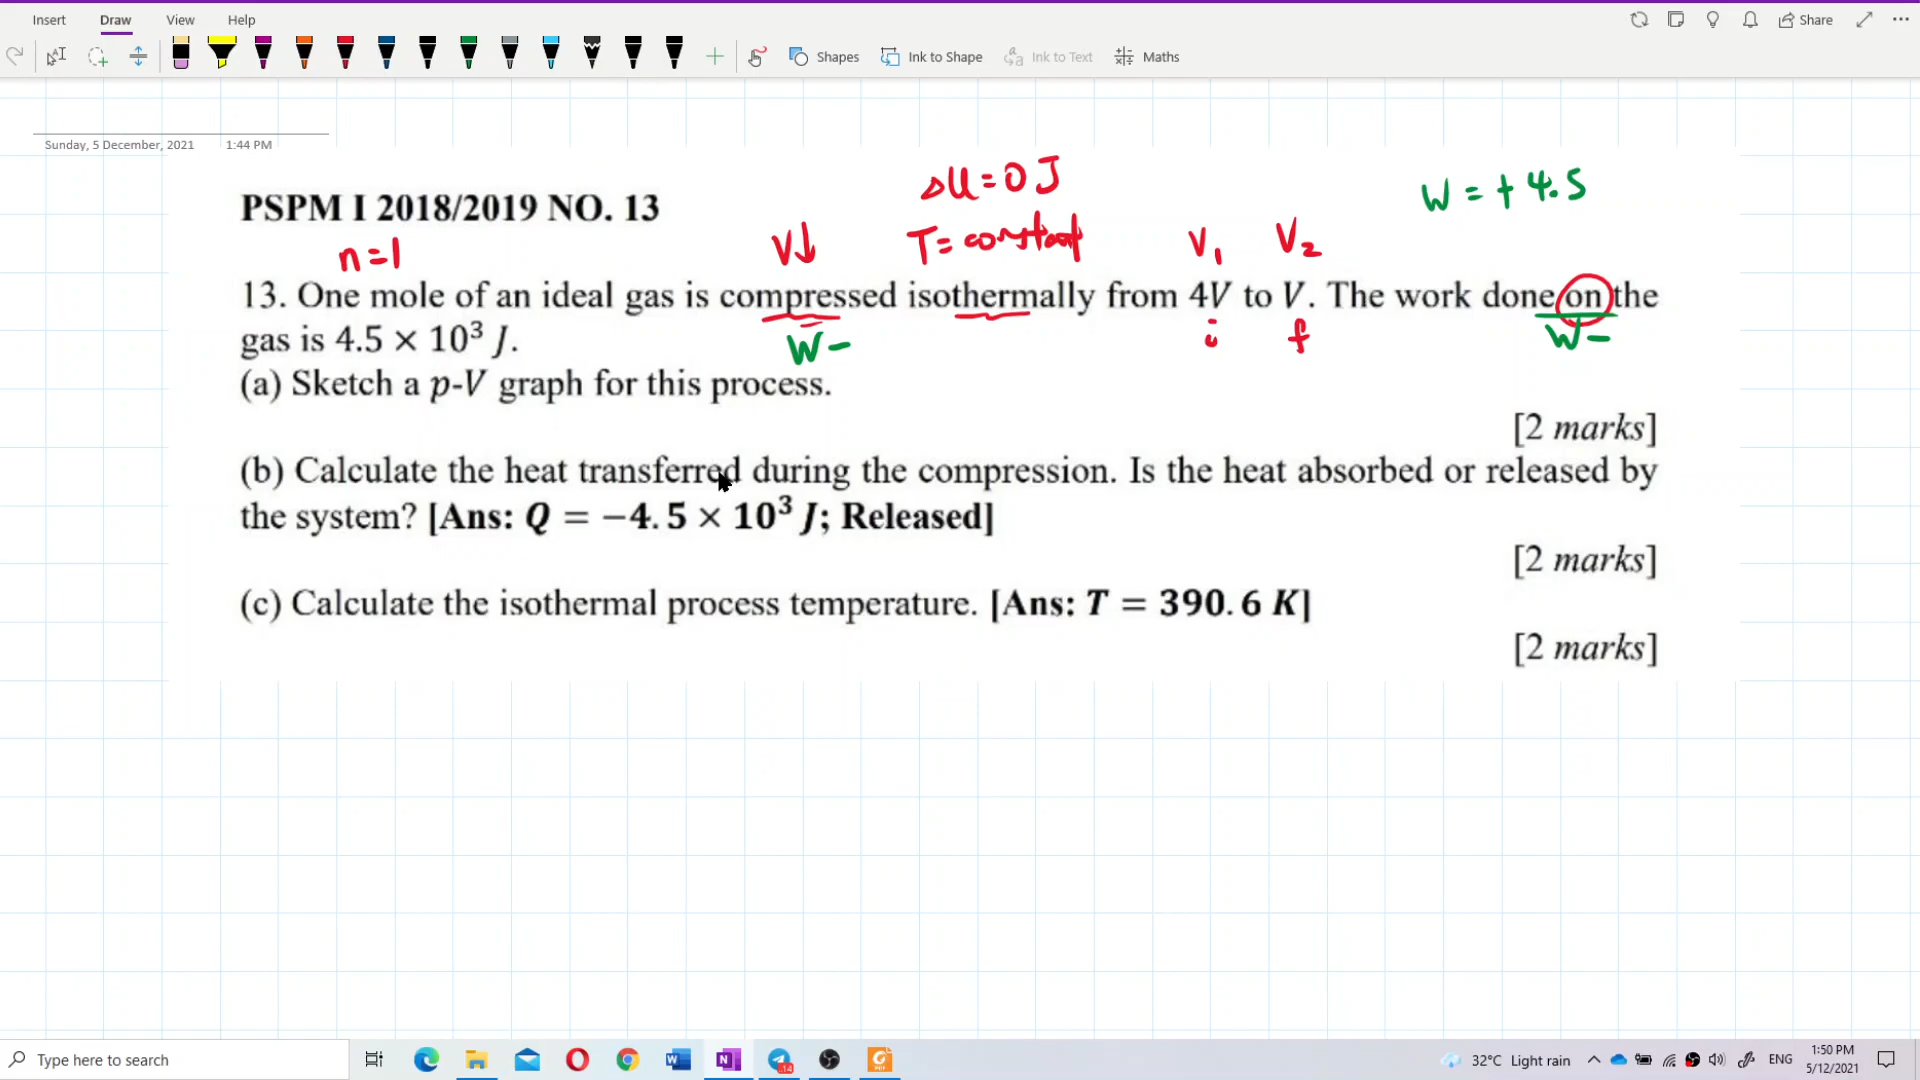 Insert Draw View Help
Share
Shapes Ink to Shape Ink to Text Maths
Sunday, 5 December, 2021 1:44 PM
ΔU = 0 J
W = + 4.5
PSPM I 2018/2019 NO. 13
n = 1
V↓
T = constant
V₁ V₂
13. One mole of an ideal gas is compressed isothermally from 4V to V. The work done on the
gas is 4.5 × 10³ J.
W −
i f
W −
(a) Sketch a p-V graph for this process.
[2 marks]
(b) Calculate the heat transferred during the compression. Is the heat absorbed or released by
the system? [Ans: Q = −4.5 × 10³ J; Released]
[2 marks]
(c) Calculate the isothermal process temperature. [Ans: T = 390.6 K]
[2 marks]
Type here to search
32°C Light rain
ENG
1:50 PM
5/12/2021